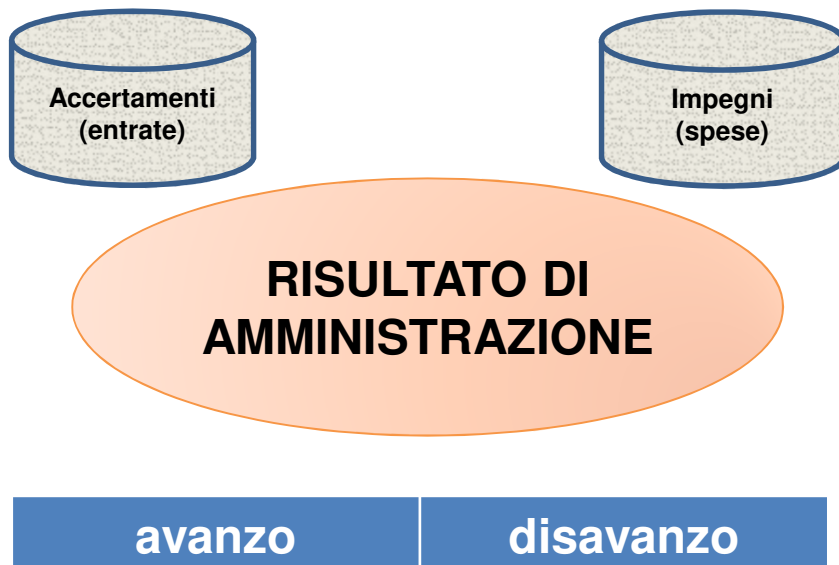 Accertamenti
(entrate)
Impegni
(spese)
RISULTATO DI
AMMINISTRAZIONE
avanzo
disavanzo